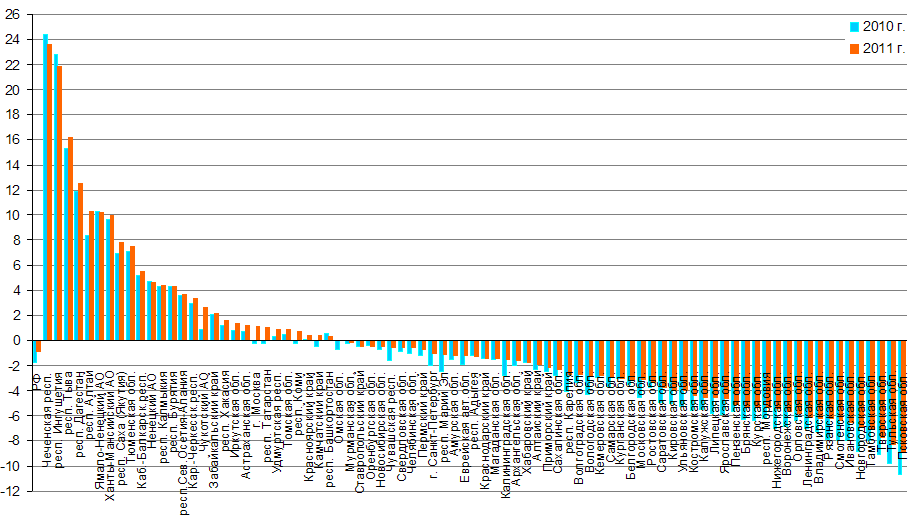 26
24
22
20
18
16
14
12
10
8
6
4
2
0
-2
-4
-6
-8
-10
-12
2010 г.
2011 г.
РФ
Чеченская респ.
респ. Ингушетия
Респ. Тыва
респ. Дагестан
респ. Алтай
Ямало-Ненецкий АО
Ханты-Мансийский АО
респ. Саха (Якутия)
Тюменская обл.
Каб-Балкарск.респ.
Ненецкий АО
респ. Калмыкия
респ. Бурятия
респ.Сев. Осетия-Алания
Кар.-Черкесск.респ.
Чукотский АО
Забайкальский край
респ. Хакасия
Иркутская обл.
Астраханская обл.
г. Москва
респ. Татарстан
Удмуртская респ.
Томская обл.
респ. Коми
Красноярский край
Камчатский край
респ. Башкортостан
Омская обл.
Мурманская обл.
Ставропольский край
Оренбургская обл.
Новосибирская обл.
Чувашская респ.
Свердловская обл.
Челябинская обл.
Пермский край
г. Санкт-Петербург
респ. Марий Эл
Амурская обл.
Еврейская авт. обл.
респ. Адыгея
Краснодарский край
Магаданская обл.
Калининградская обл.
Архангельская обл.
Хабаровский край
Алтайский край
Приморский край
Сахалинская обл.
респ. Карелия
Волгоградская обл.
Вологодская обл.
Кемеровская обл.
Самарская обл.
Курганская обл.
Белгородская обл.
Московская обл.
Ростовская обл.
Саратовская обл.
Кировская обл.
Ульяновская обл.
Костромская обл.
Калужская обл.
Липецкая обл.
Ярославская обл.
Пензенская обл.
Брянская обл.
Курская обл.
респ. Мордовия
Нижегородская обл.
Воронежская обл.
Орловская обл.
Ленинградская обл.
Владимирская обл.
Рязанская обл.
Смоленская обл.
Ивановская обл.
Новгородская обл.
Тамбовская обл.
Тверская обл.
Тульская обл.
Псковская обл.